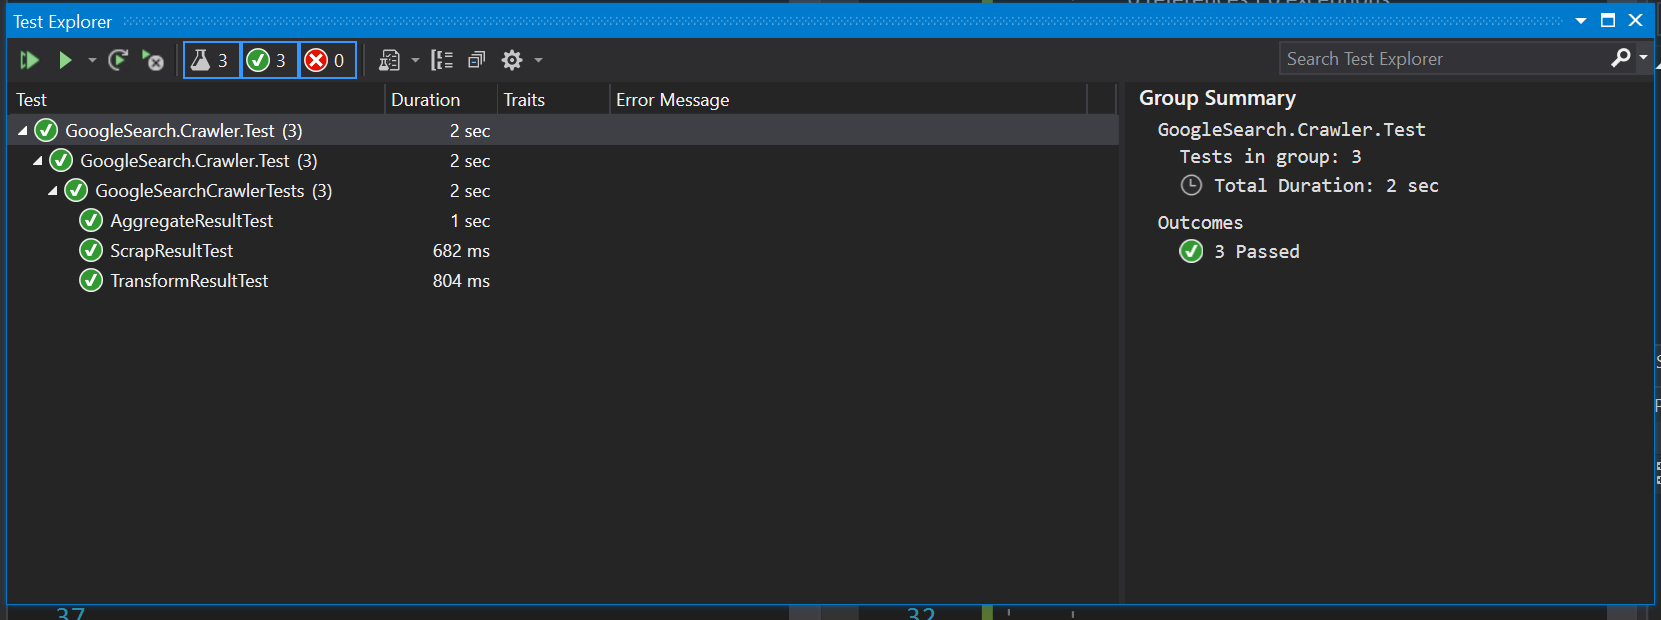 Test Explorer
3 3 0
Search Test Explorer
Test Duration Traits Error Message
GoogleSearch.Crawler.Test (3) 2 sec
GoogleSearch.Crawler.Test (3) 2 sec
GoogleSearchCrawlerTests (3) 2 sec
AggregateResultTest 1 sec
ScrapResultTest 682 ms
TransformResultTest 804 ms
Group Summary
GoogleSearch.Crawler.Test
Tests in group: 3
Total Duration: 2 sec
Outcomes
3 Passed
37 32